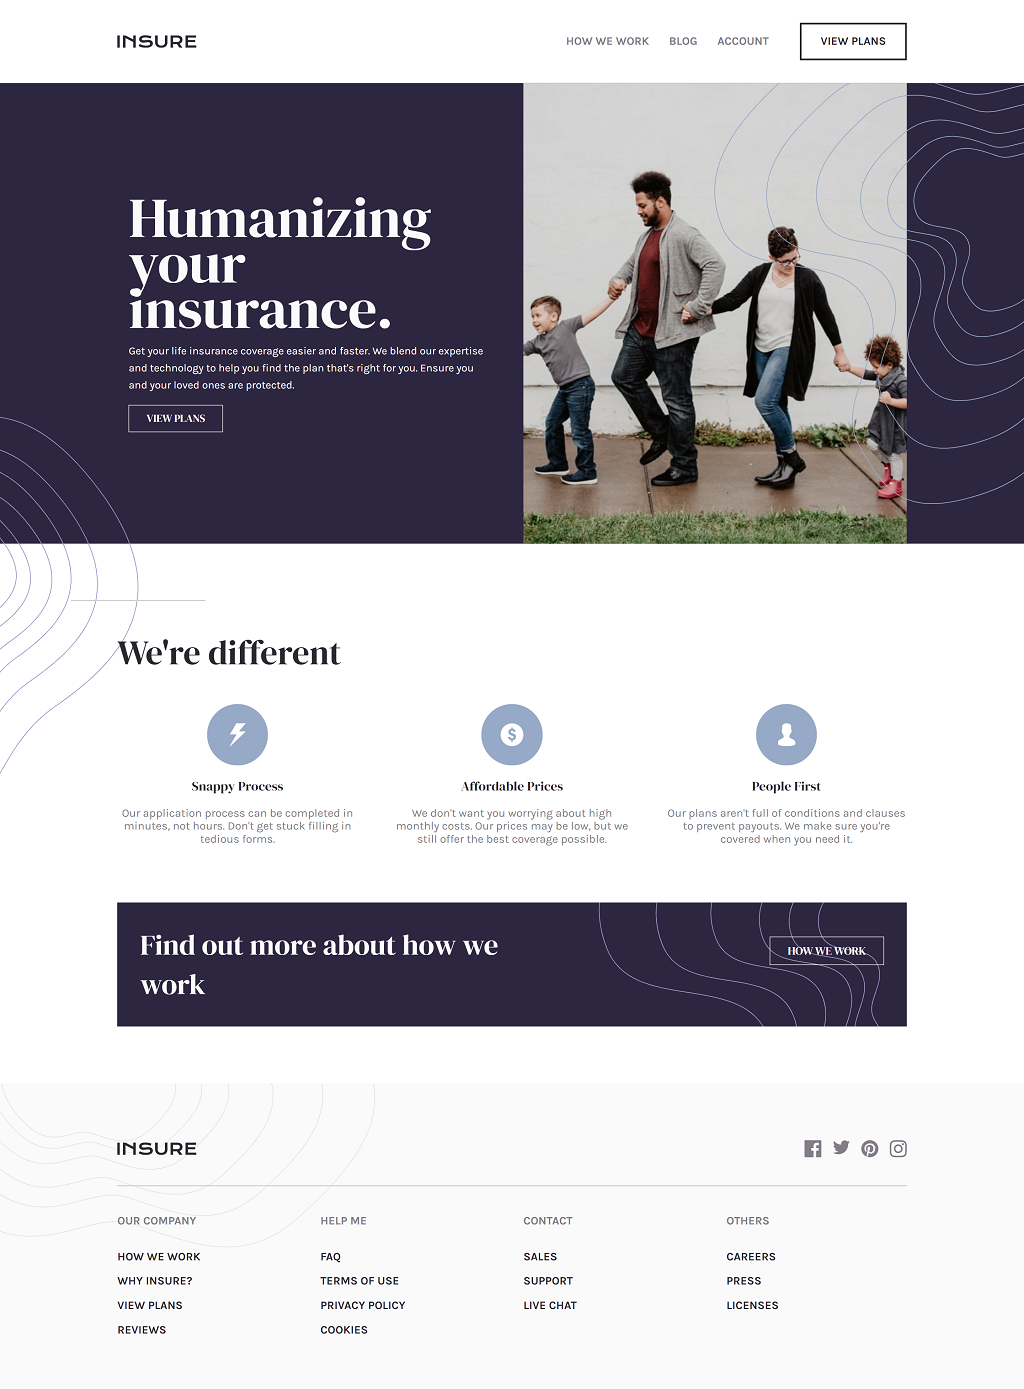 INSURE
HOW WE WORK BLOG ACCOUNT VIEW PLANS
Humanizing
your
insurance.
Get your life insurance coverage easier and faster. We blend our expertise
and technology to help you find the plan that's right for you. Ensure you
and your loved ones are protected.
VIEW PLANS
We're different
Snappy Process
Our application process can be completed in
minutes, not hours. Don't get stuck filling in
tedious forms.
Affordable Prices
We don't want you worrying about high
monthly costs. Our prices may be low, but we
still offer the best coverage possible.
People First
Our plans aren't full of conditions and clauses
to prevent payouts. We make sure you're
covered when you need it.
Find out more about how we
work
HOW WE WORK
INSURE
OUR COMPANY
HOW WE WORK
WHY INSURE?
VIEW PLANS
REVIEWS
HELP ME
FAQ
TERMS OF USE
PRIVACY POLICY
COOKIES
CONTACT
SALES
SUPPORT
LIVE CHAT
OTHERS
CAREERS
PRESS
LICENSES